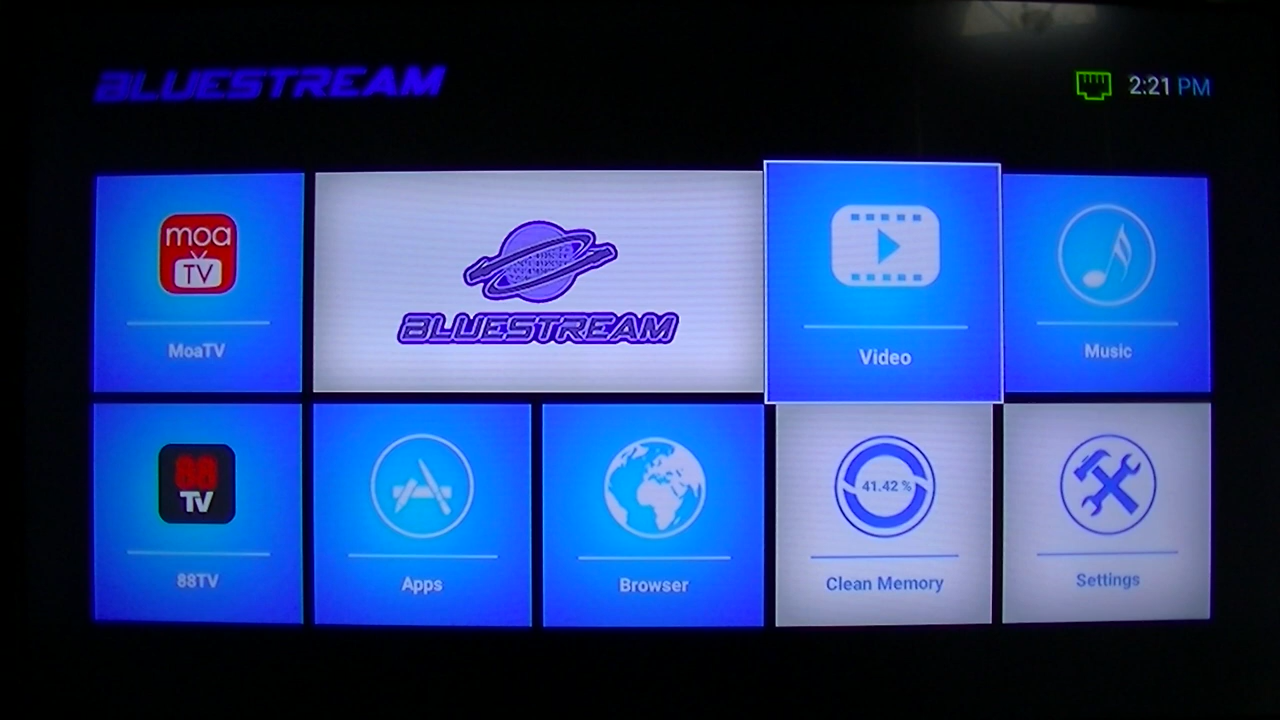 BLUESTREAM
2:21 PM
moa
TV
MoaTV
BLUESTREAM
Video
Music
88
TV
88TV
Apps
Browser
41.42 %
Clean Memory
Settings